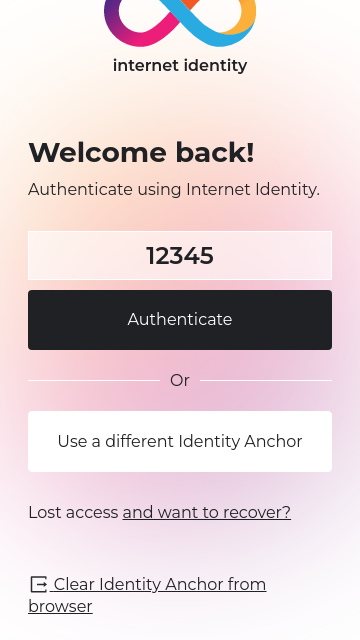 internet identity
Welcome back!
Authenticate using Internet Identity.
12345
Authenticate
Or
Use a different Identity Anchor
Lost access and want to recover?
Clear Identity Anchor from
browser